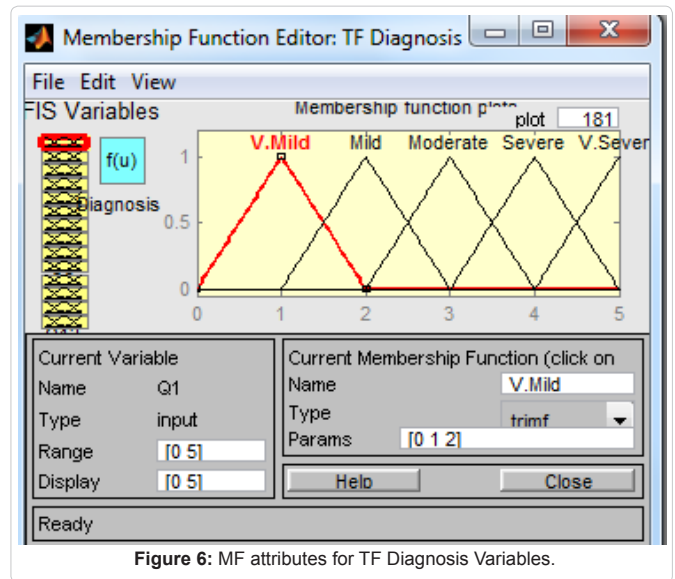 Membership Function Editor: TF Diagnosis
File Edit View
FIS Variables
Membership function plots
plot 181
f(u)
Diagnosis
V.Mild Mild Moderate Severe V.Sever
1
0.5
0
0 1 2 3 4 5
Current Variable
Name Q1
Type input
Range [0 5]
Display [0 5]
Current Membership Function (click on
Name V.Mild
Type trimf
Params [0 1 2]
Help Close
Ready
Figure 6: MF attributes for TF Diagnosis Variables.